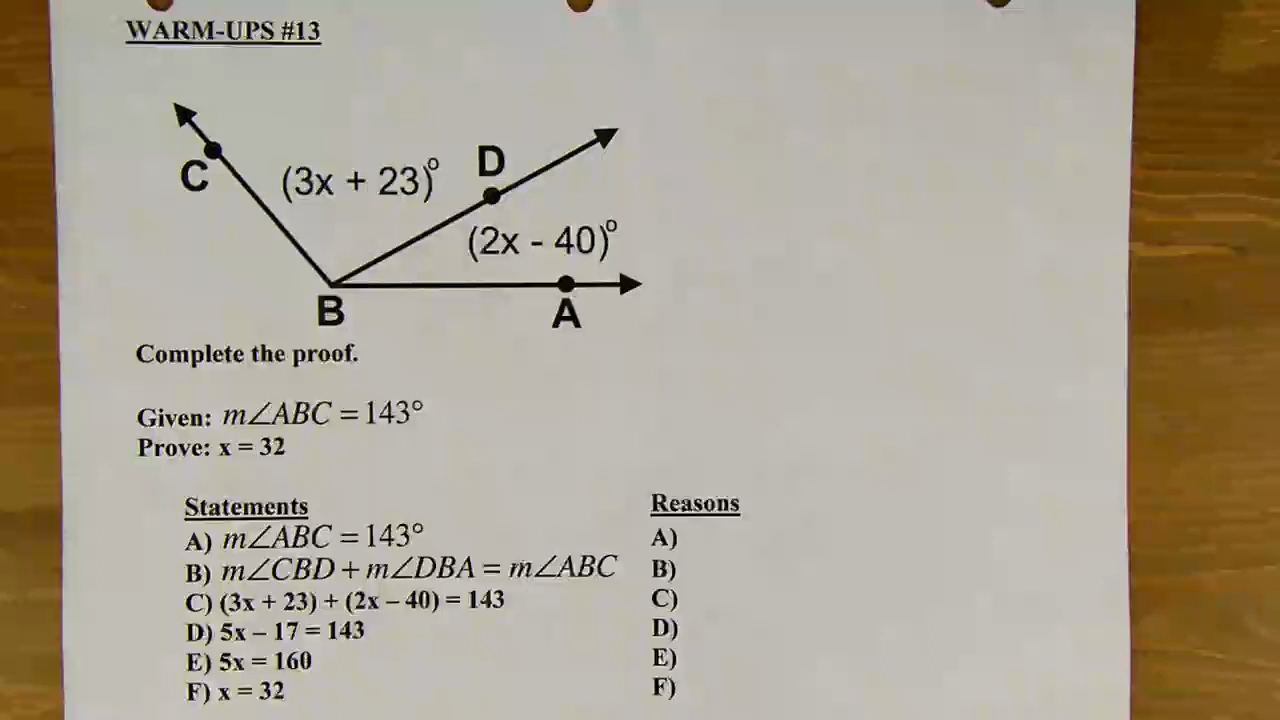 WARM-UPS #13
C
(3x + 23)°
D
(2x - 40)°
B
A
Complete the proof.
Given: m∠ABC = 143°
Prove: x = 32
Statements
Reasons
A) m∠ABC = 143°
A)
B) m∠CBD + m∠DBA = m∠ABC
B)
C) (3x + 23) + (2x – 40) = 143
C)
D) 5x – 17 = 143
D)
E) 5x = 160
E)
F) x = 32
F)